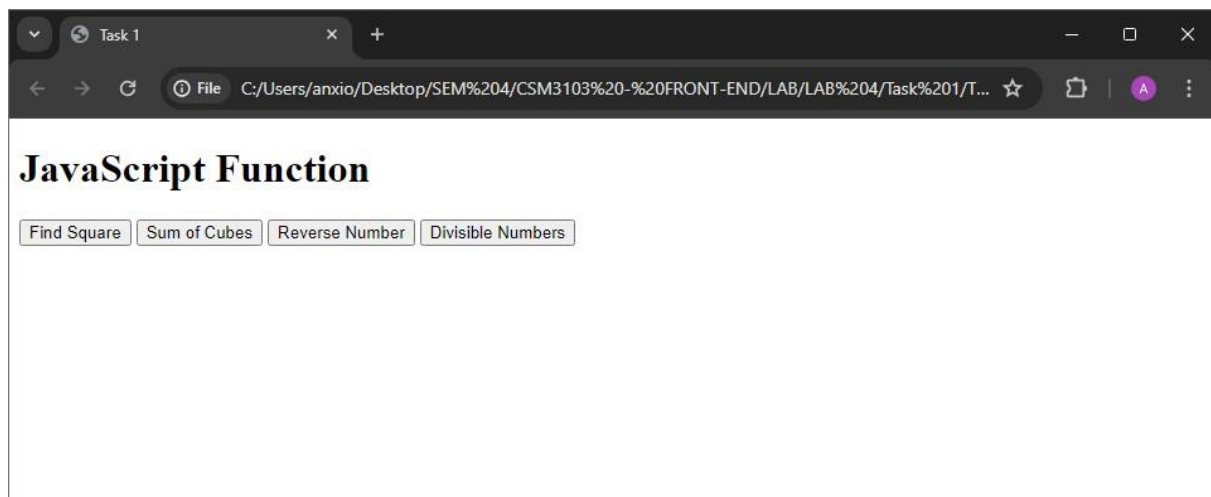 Task 1
File C:/Users/anxio/Desktop/SEM%204/CSM3103%20-%20FRONT-END/LAB/LAB%204/Task%201/T...
A
JavaScript Function
Find Square Sum of Cubes Reverse Number Divisible Numbers